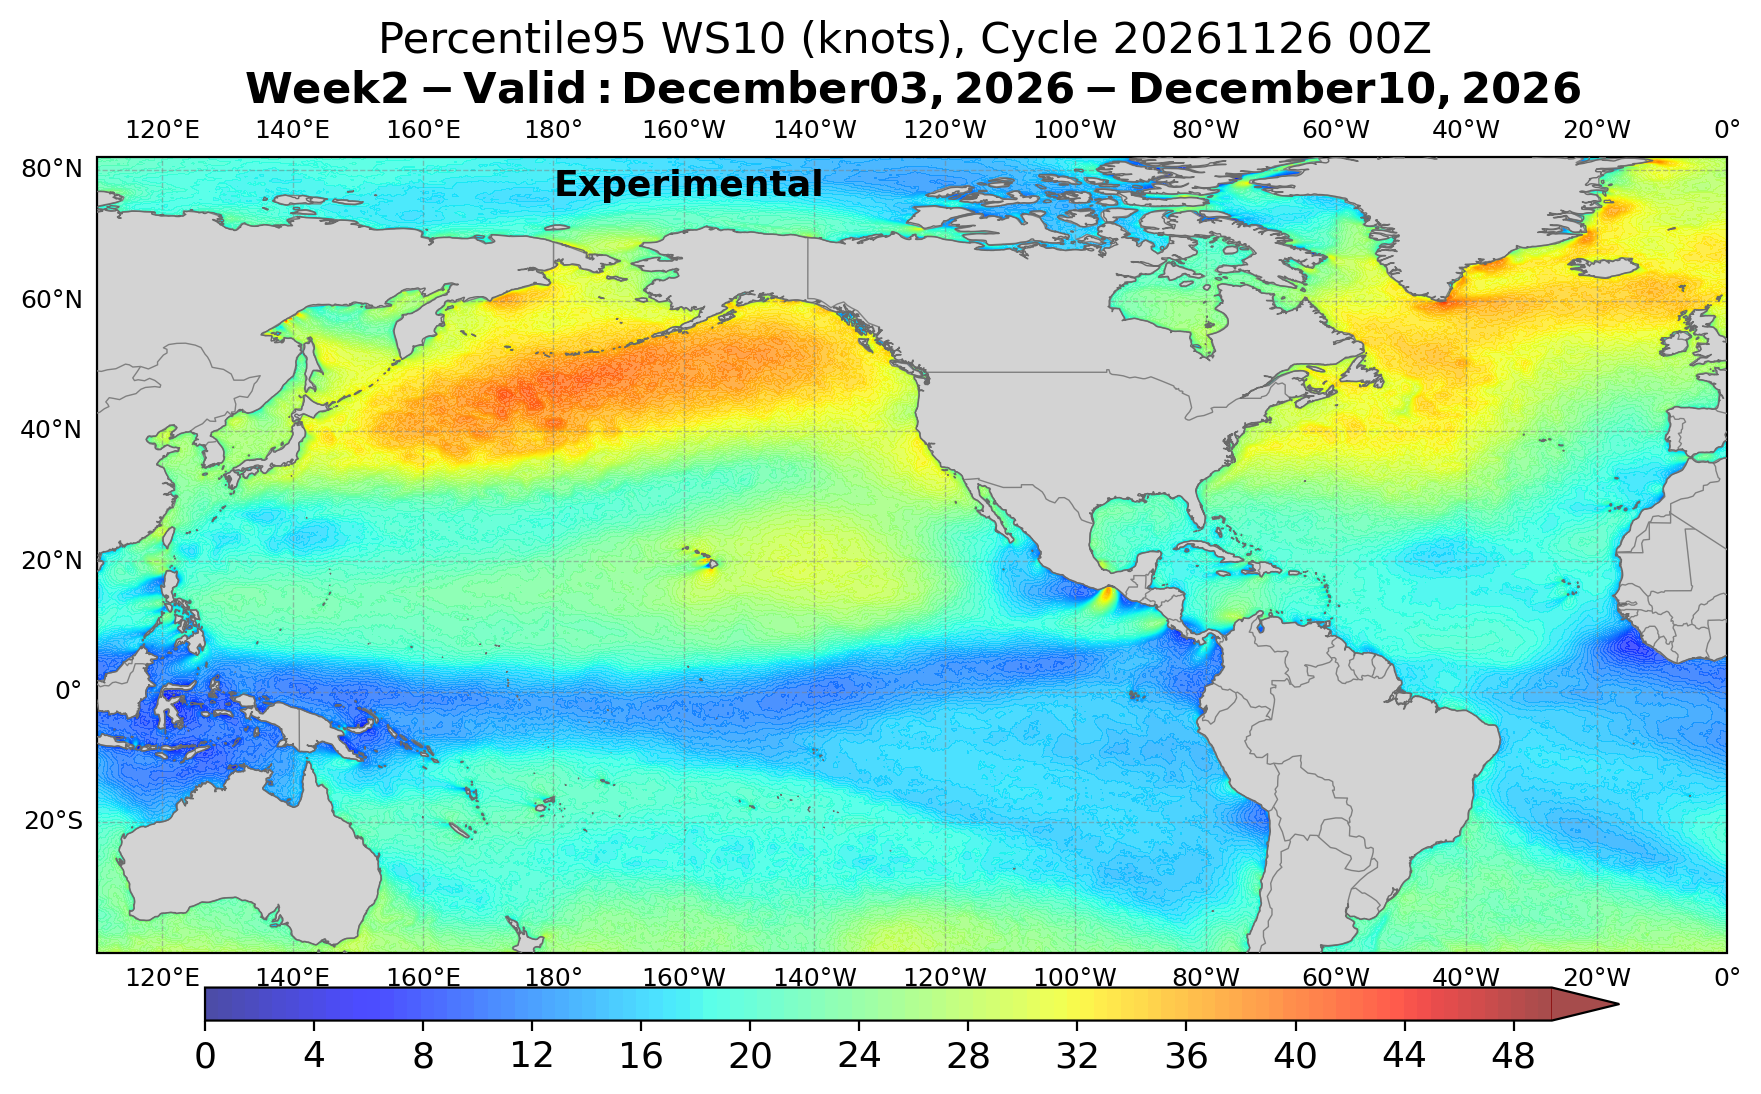 Percentile95 WS10 (knots), Cycle 20261126 00Z
Week2 − Valid : December03, 2026 − December10, 2026
120°E 140°E 160°E 180° 160°W 140°W 120°W 100°W 80°W 60°W 40°W 20°W 0°
80°N
Experimental
60°N
40°N
20°N
0°
20°S
120°E 140°E 160°E 180° 160°W 140°W 120°W 100°W 80°W 60°W 40°W 20°W 0°
0 4 8 12 16 20 24 28 32 36 40 44 48